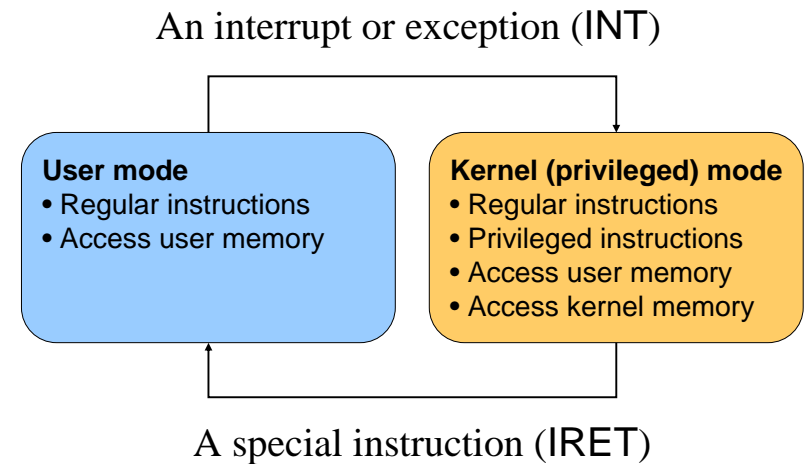 An interrupt or exception (INT)
User mode
• Regular instructions
• Access user memory
Kernel (privileged) mode
• Regular instructions
• Privileged instructions
• Access user memory
• Access kernel memory
A special instruction (IRET)